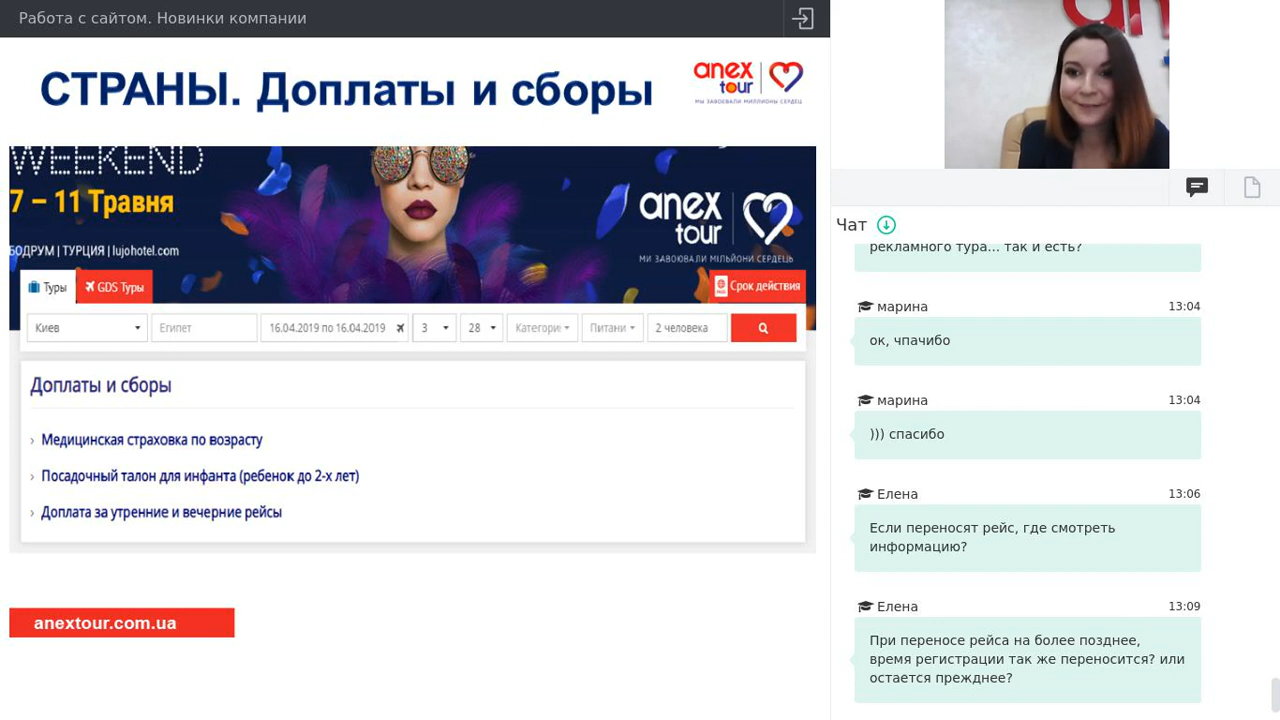 Работа с сайтом. Новинки компании
СТРАНЫ. Доплаты и сборы
anex
tour
МЫ ЗАВОЕВАЛИ МИЛЛИОНЫ СЕРДЕЦ
WEEKEND
7 – 11 Травня
БОДРУМ | ТУРЦИЯ | lujohotel.com
anex
tour
МИ ЗАВОЮВАЛИ МІЛЬЙОНИ СЕРДЕЦЬ
Туры
GDS Туры
Срок действия
Киев
Египет
16.04.2019 по 16.04.2019
3
28
Категори
Питани
2 человека
Доплаты и сборы
› Медицинская страховка по возрасту
› Посадочный талон для инфанта (ребенок до 2-х лет)
› Доплата за утренние и вечерние рейсы
anextour.com.ua
Чат
рекламного тура... так и есть?
марина 13:04
ок, чпачибо
марина 13:04
))) спасибо
Елена 13:06
Если переносят рейс, где смотреть
информацию?
Елена 13:09
При переносе рейса на более позднее,
время регистрации так же переносится? или
остается прежднее?